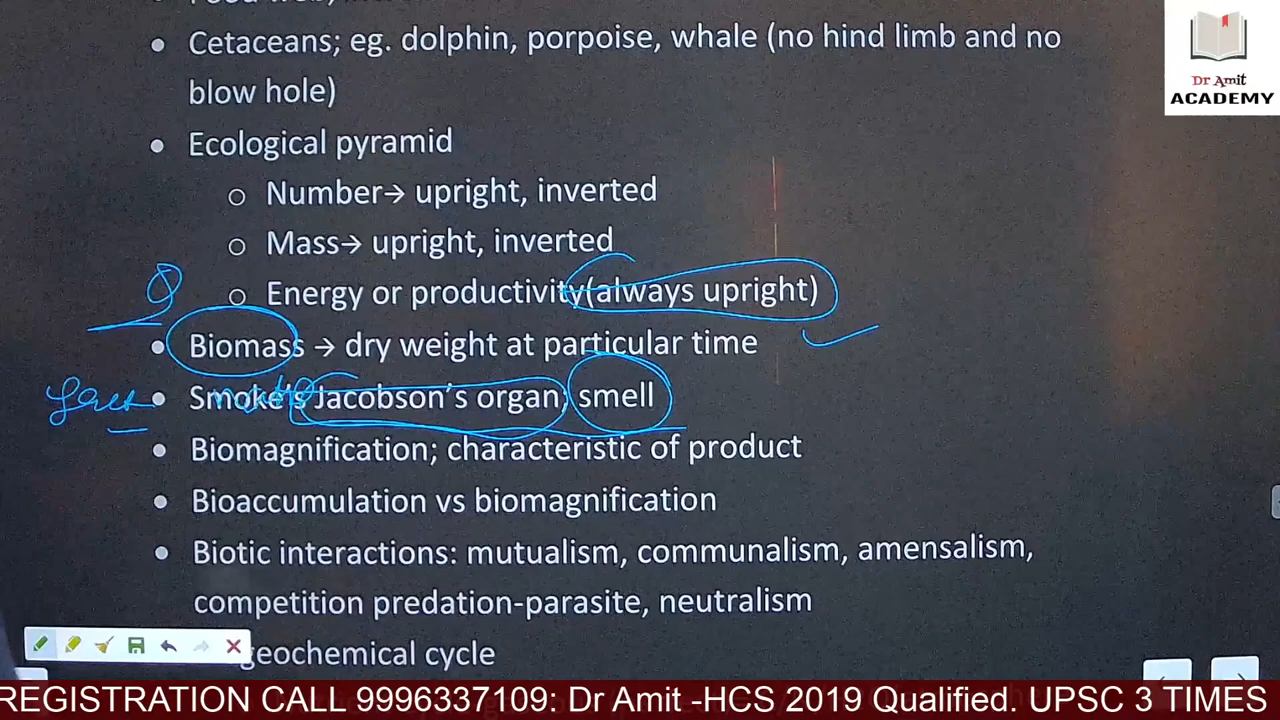 Food web,
• Cetaceans; eg. dolphin, porpoise, whale (no hind limb and no
blow hole)
• Ecological pyramid
o Number→ upright, inverted
o Mass→ upright, inverted
o Energy or productivity(always upright)
• Biomass → dry weight at particular time
• Smoke's Jacobson's organ, smell
• Biomagnification; characteristic of product
• Bioaccumulation vs biomagnification
• Biotic interactions: mutualism, communalism, amensalism,
competition predation-parasite, neutralism
geochemical cycle
Dr Amit
ACADEMY
REGISTRATION CALL 9996337109: Dr Amit -HCS 2019 Qualified. UPSC 3 TIMES